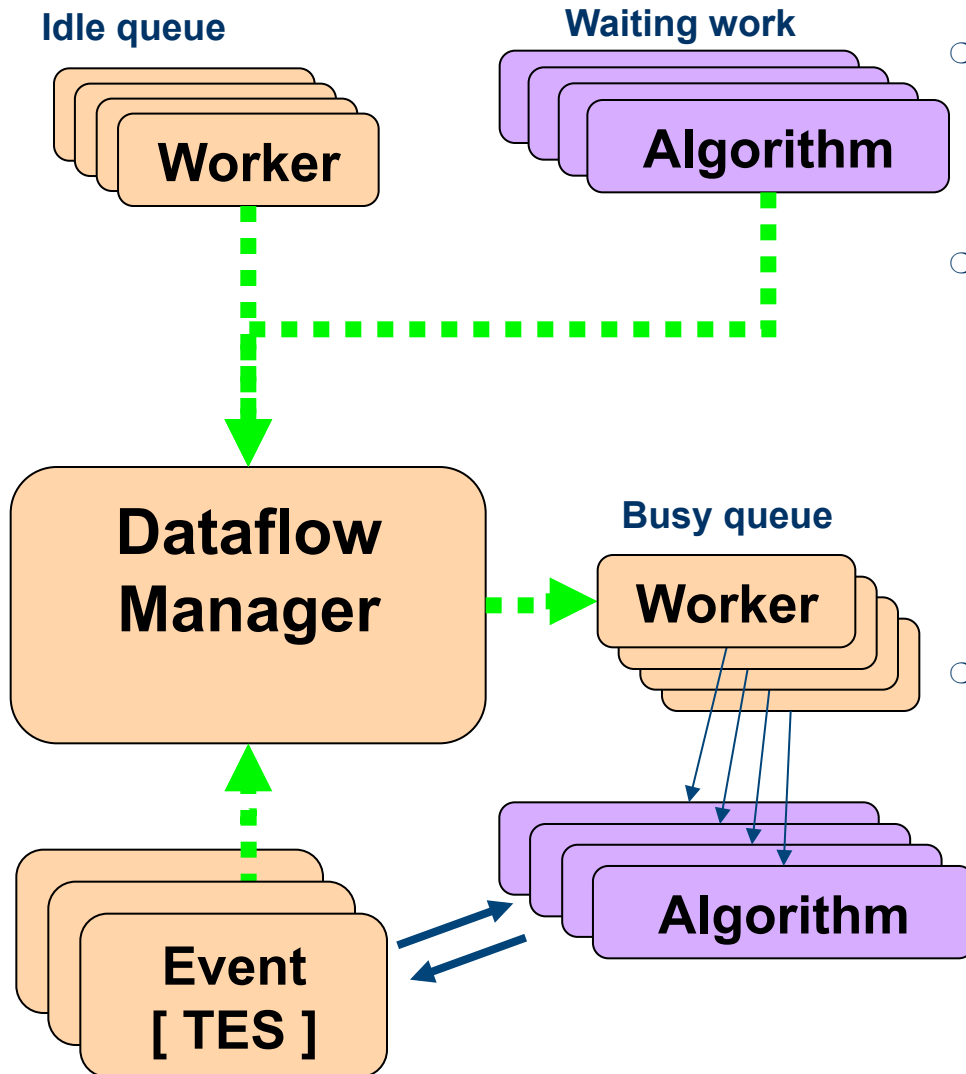 Idle queue
Waiting work
Worker
Algorithm
Dataflow
Manager
Busy queue
Worker
Algorithm
Event
[ TES ]